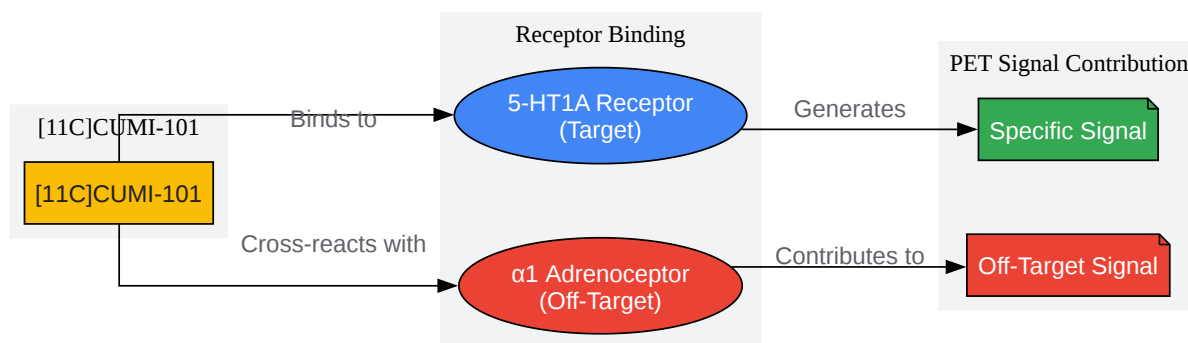 [11C]CUMI-101
[11C]CUMI-101
Binds to
Cross-reacts with
Receptor Binding
5-HT1A Receptor
(Target)
α1 Adrenoceptor
(Off-Target)
Generates
Contributes to
PET Signal Contribution
Specific Signal
Off-Target Signal